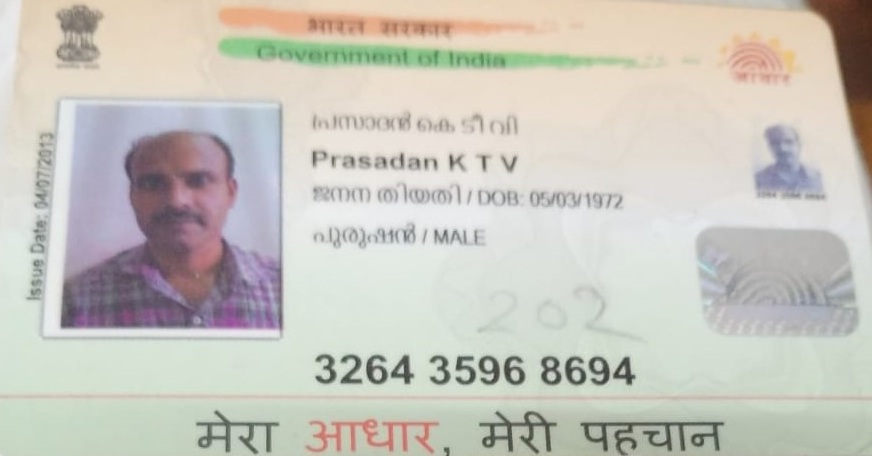 भारत सरकार
Government of India
आधार
Issue Date: 04/07/2013
പ്രസാദൻ കെ ടി വി
Prasadan K T V
ജനന തിയതി / DOB: 05/03/1972
പുരുഷൻ / MALE
202
3264 3596 8694
मेरा आधार, मेरी पहचान